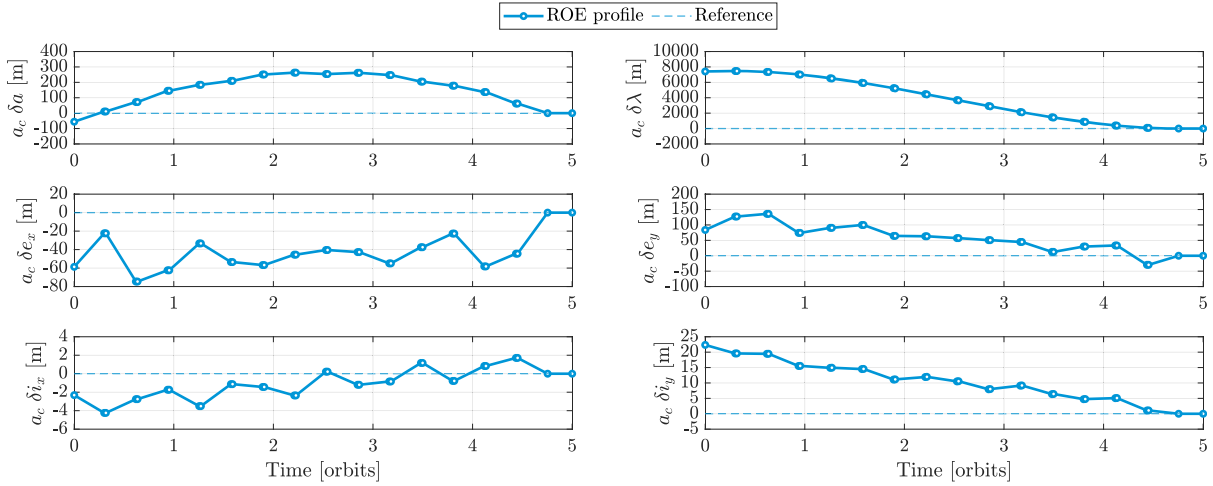 ROE profile Reference
a_c δa [m]
400
300
200
100
0
-100
-200
0 1 2 3 4 5
a_c δλ [m]
10000
8000
6000
4000
2000
0
-2000
0 1 2 3 4 5
a_c δe_x [m]
20
0
-20
-40
-60
-80
0 1 2 3 4 5
a_c δe_y [m]
200
150
100
50
0
-50
-100
0 1 2 3 4 5
a_c δi_x [m]
4
2
0
-2
-4
-6
0 1 2 3 4 5
Time [orbits]
a_c δi_y [m]
25
20
15
10
5
0
-5
0 1 2 3 4 5
Time [orbits]